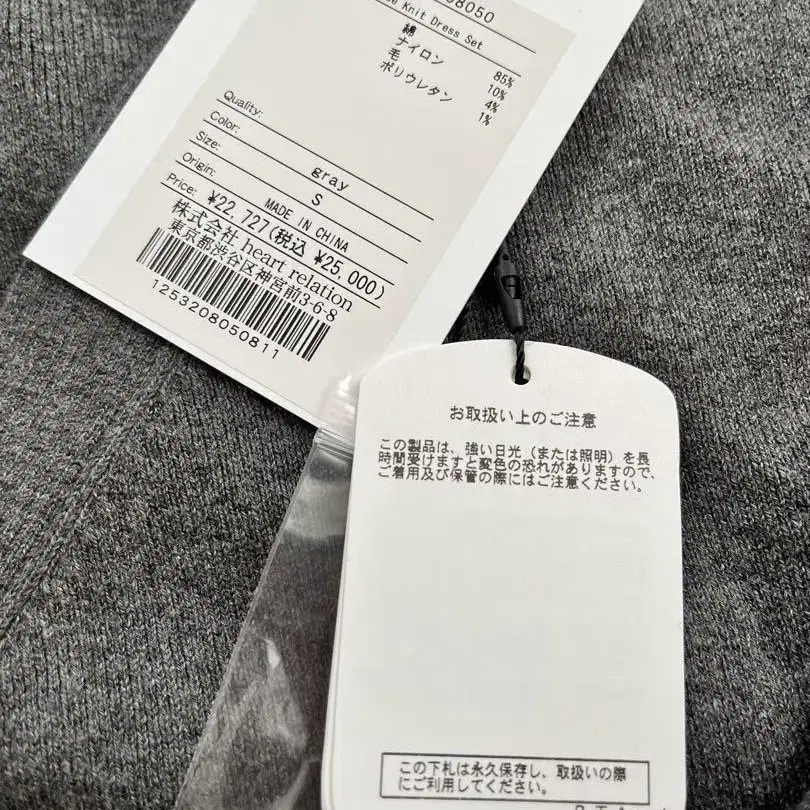 8050
Knit Dress Set
綿 85%
ナイロン 10%
毛 4%
ポリウレタン 1%
Quality:
Color: gray
Size: S
Origin: MADE IN CHINA
Price: ¥22,727(税込 ¥25,000)
株式会社 heart relation
東京都渋谷区神宮前3-6-8
1253208050811
お取扱い上のご注意
この製品は、強い日光(または照明)を長
時間受けますと変色の恐れがありますので、
ご着用及び保管の際にはご注意ください。
この下札は永久保存し、取扱いの際
にご利用してください。